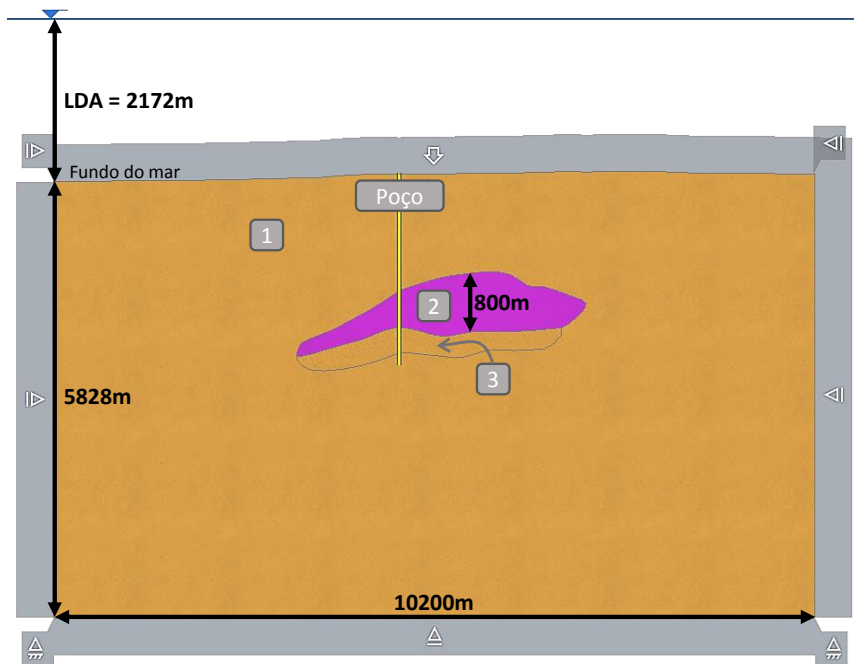 LDA = 2172m
Fundo do mar
Poço
1
2
800m
3
5828m
10200m